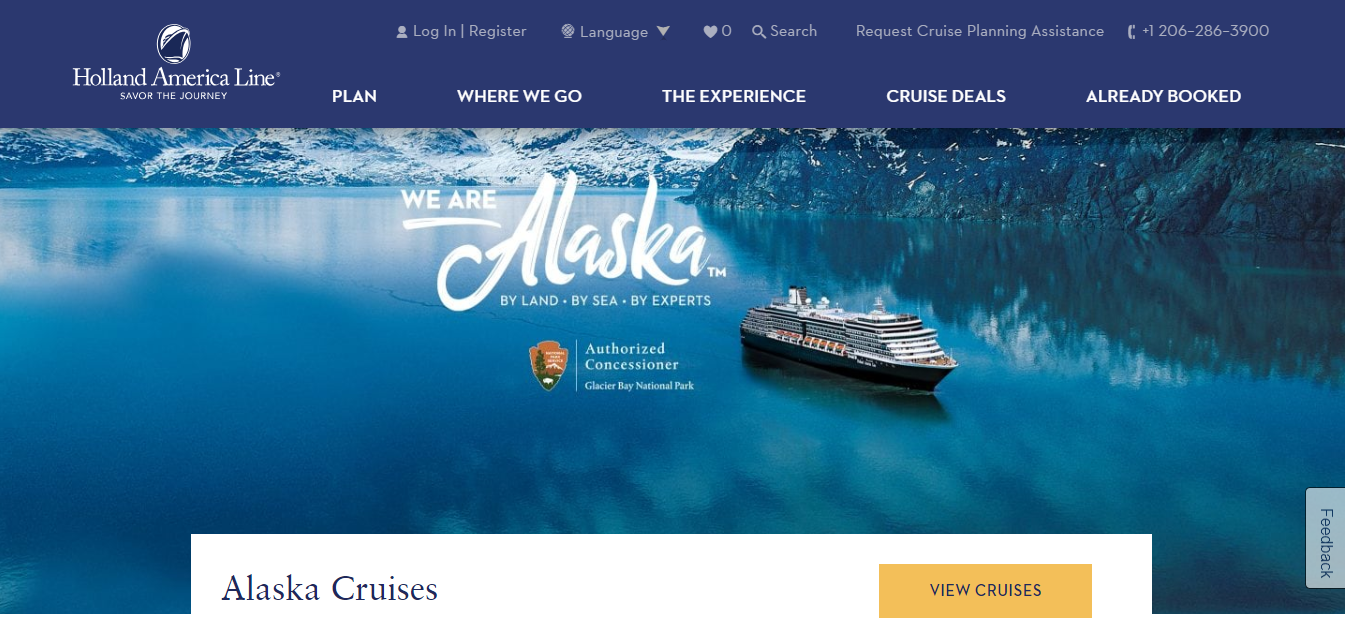 Log In | Register
Language
0
Search
Request Cruise Planning Assistance
+1 206-286-3900
Holland America Line®
SAVOR THE JOURNEY
PLAN
WHERE WE GO
THE EXPERIENCE
CRUISE DEALS
ALREADY BOOKED
WE ARE
Alaska™
BY LAND • BY SEA • BY EXPERTS
Authorized
Concessioner
Glacier Bay National Park
Feedback
Alaska Cruises
VIEW CRUISES